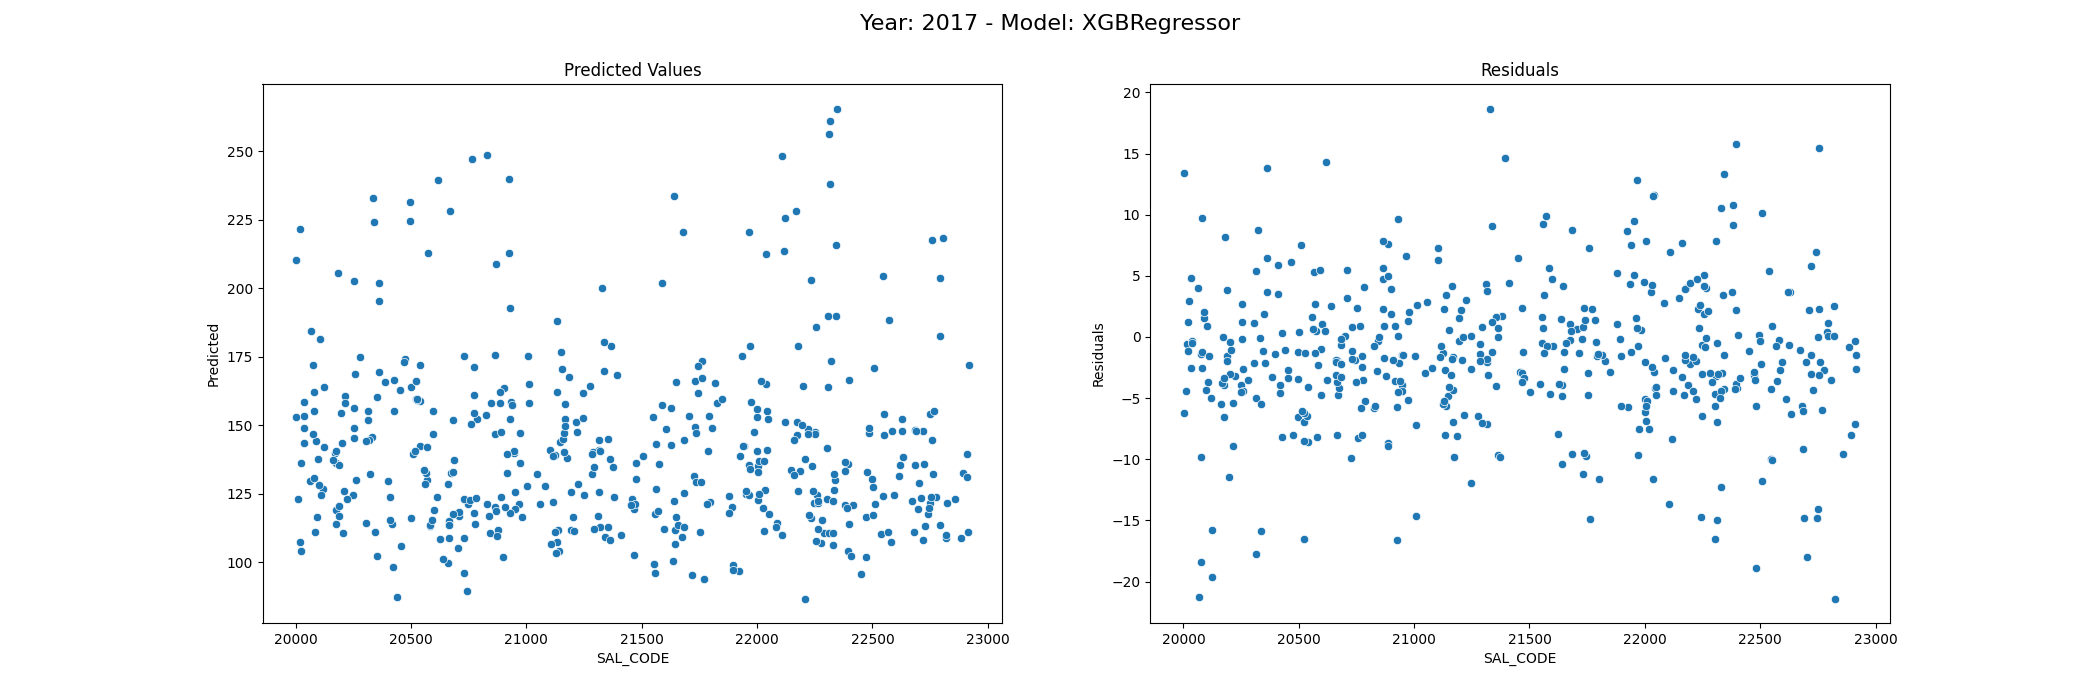 Year: 2017 - Model: XGBRegressor
Predicted Values
Predicted
250
225
200
175
150
125
100
20000 20500 21000 21500 22000 22500 23000
SAL_CODE
Residuals
Residuals
20
15
10
5
0
−5
−10
−15
−20
20000 20500 21000 21500 22000 22500 23000
SAL_CODE